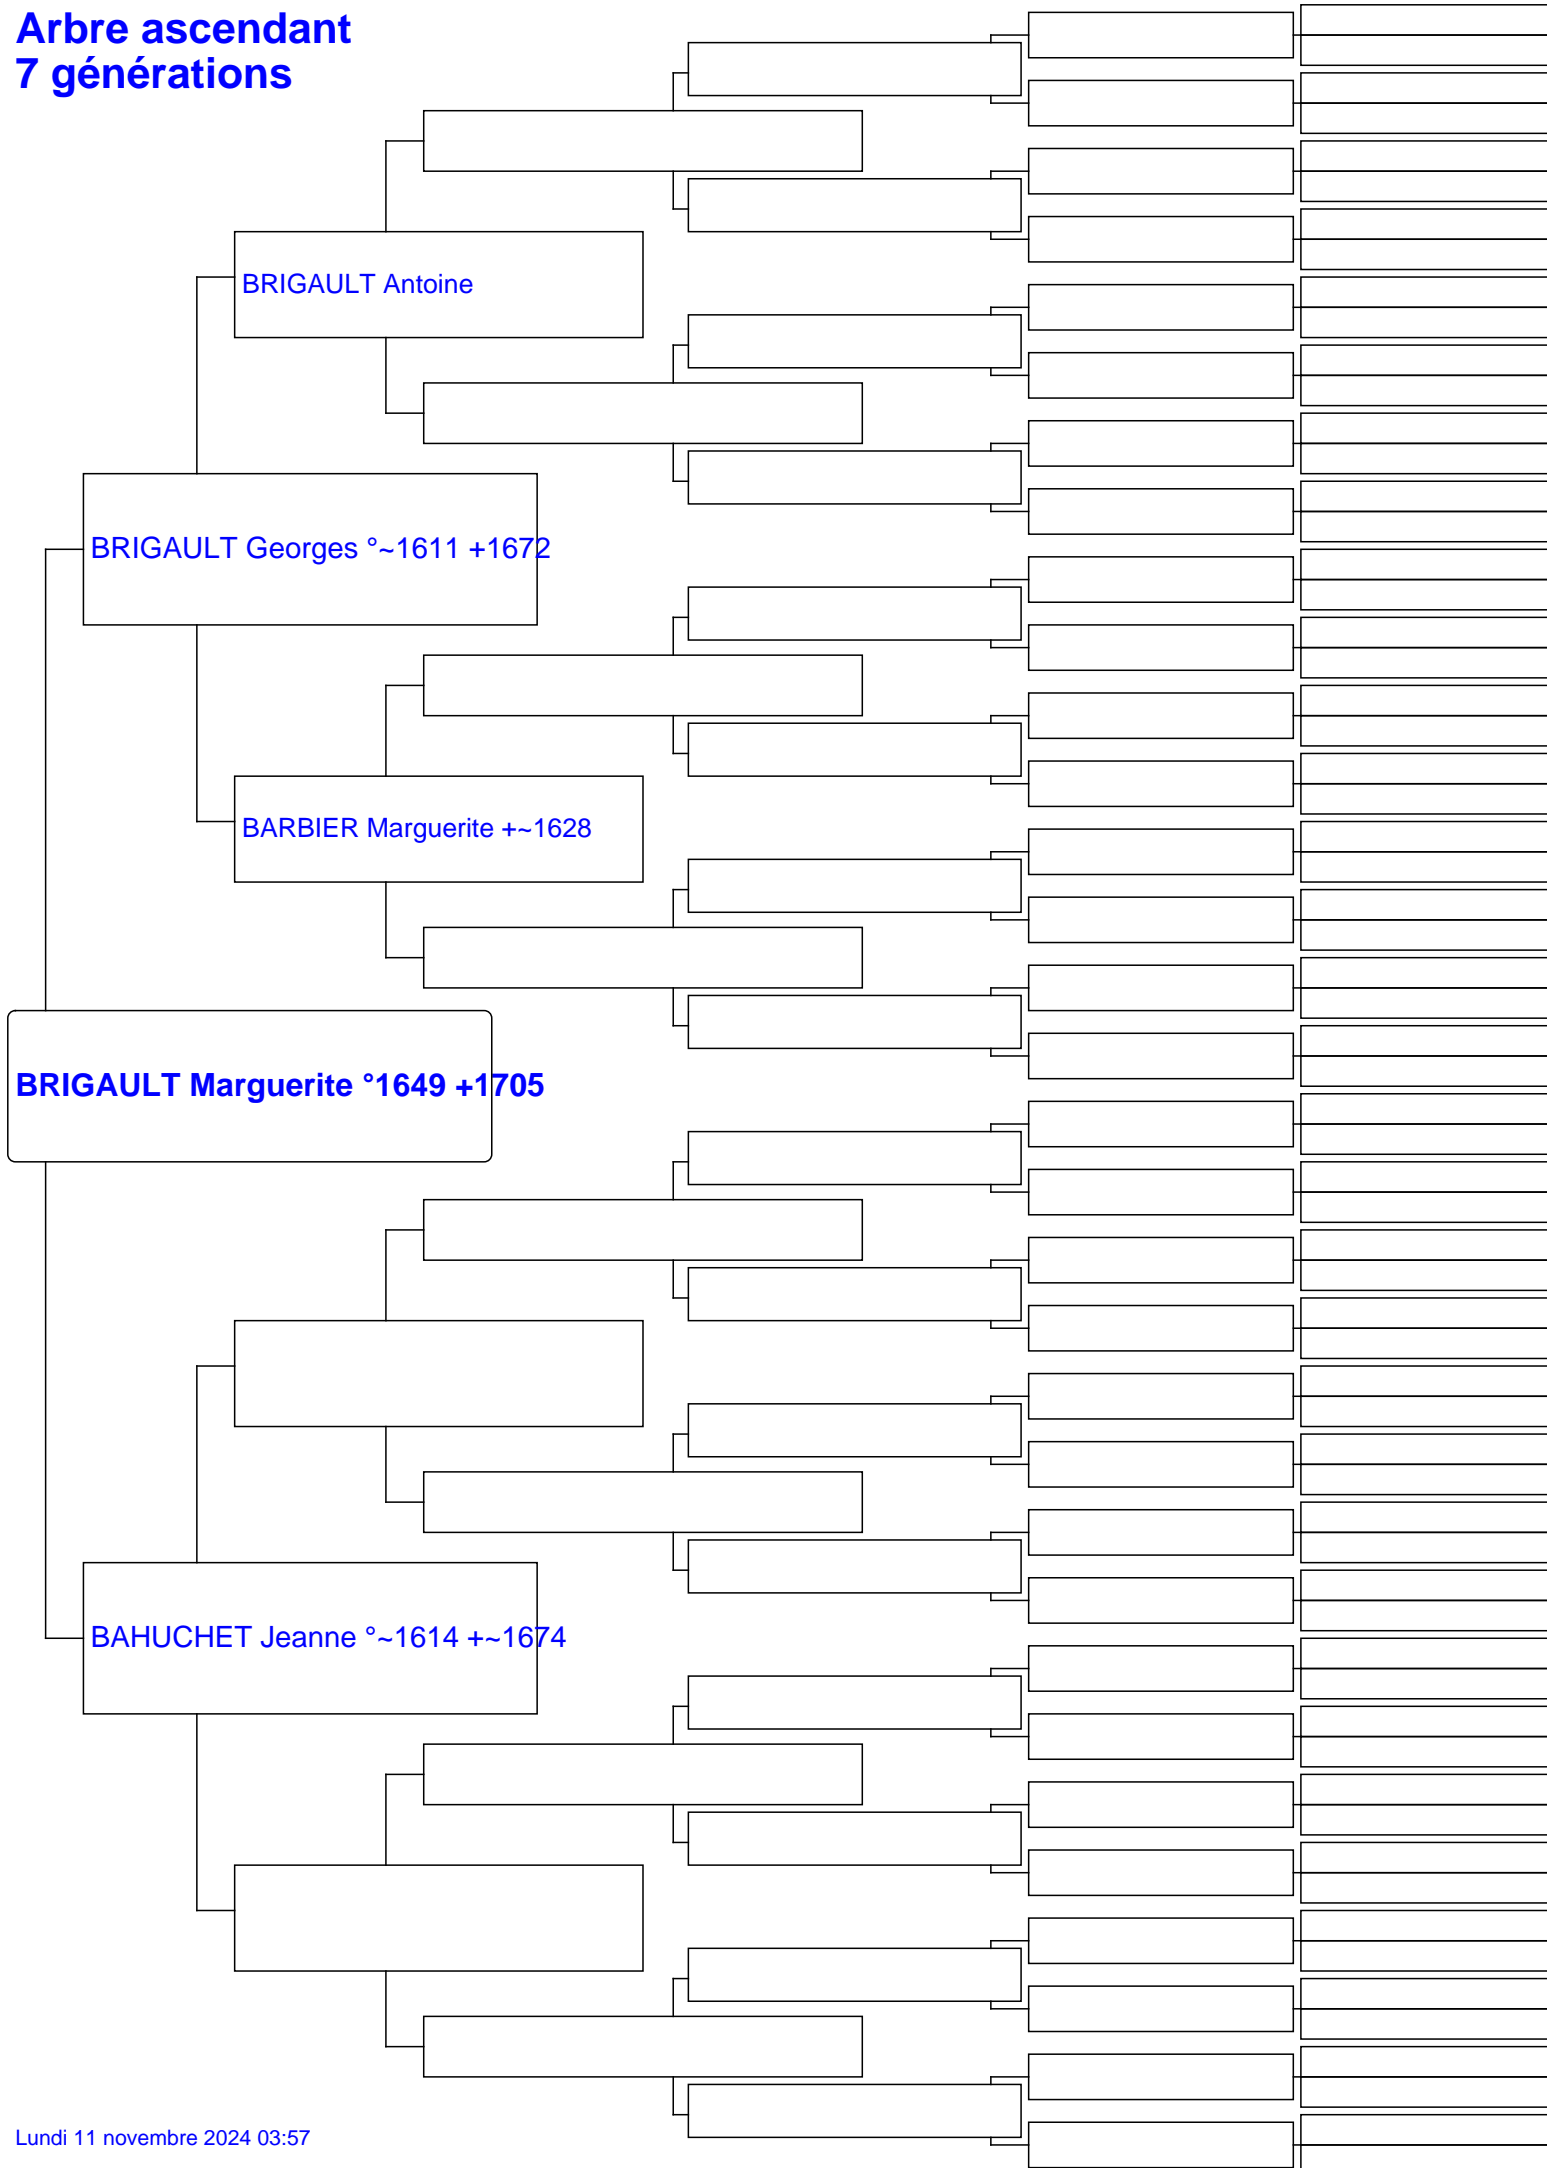 Arbre ascendant
7 générations
BRIGAULT Antoine
BRIGAULT Georges °~1611 +1672
BARBIER Marguerite +~1628
BRIGAULT Marguerite °1649 +1705
BAHUCHET Jeanne °~1614 +~1674
Lundi 11 novembre 2024 03:57